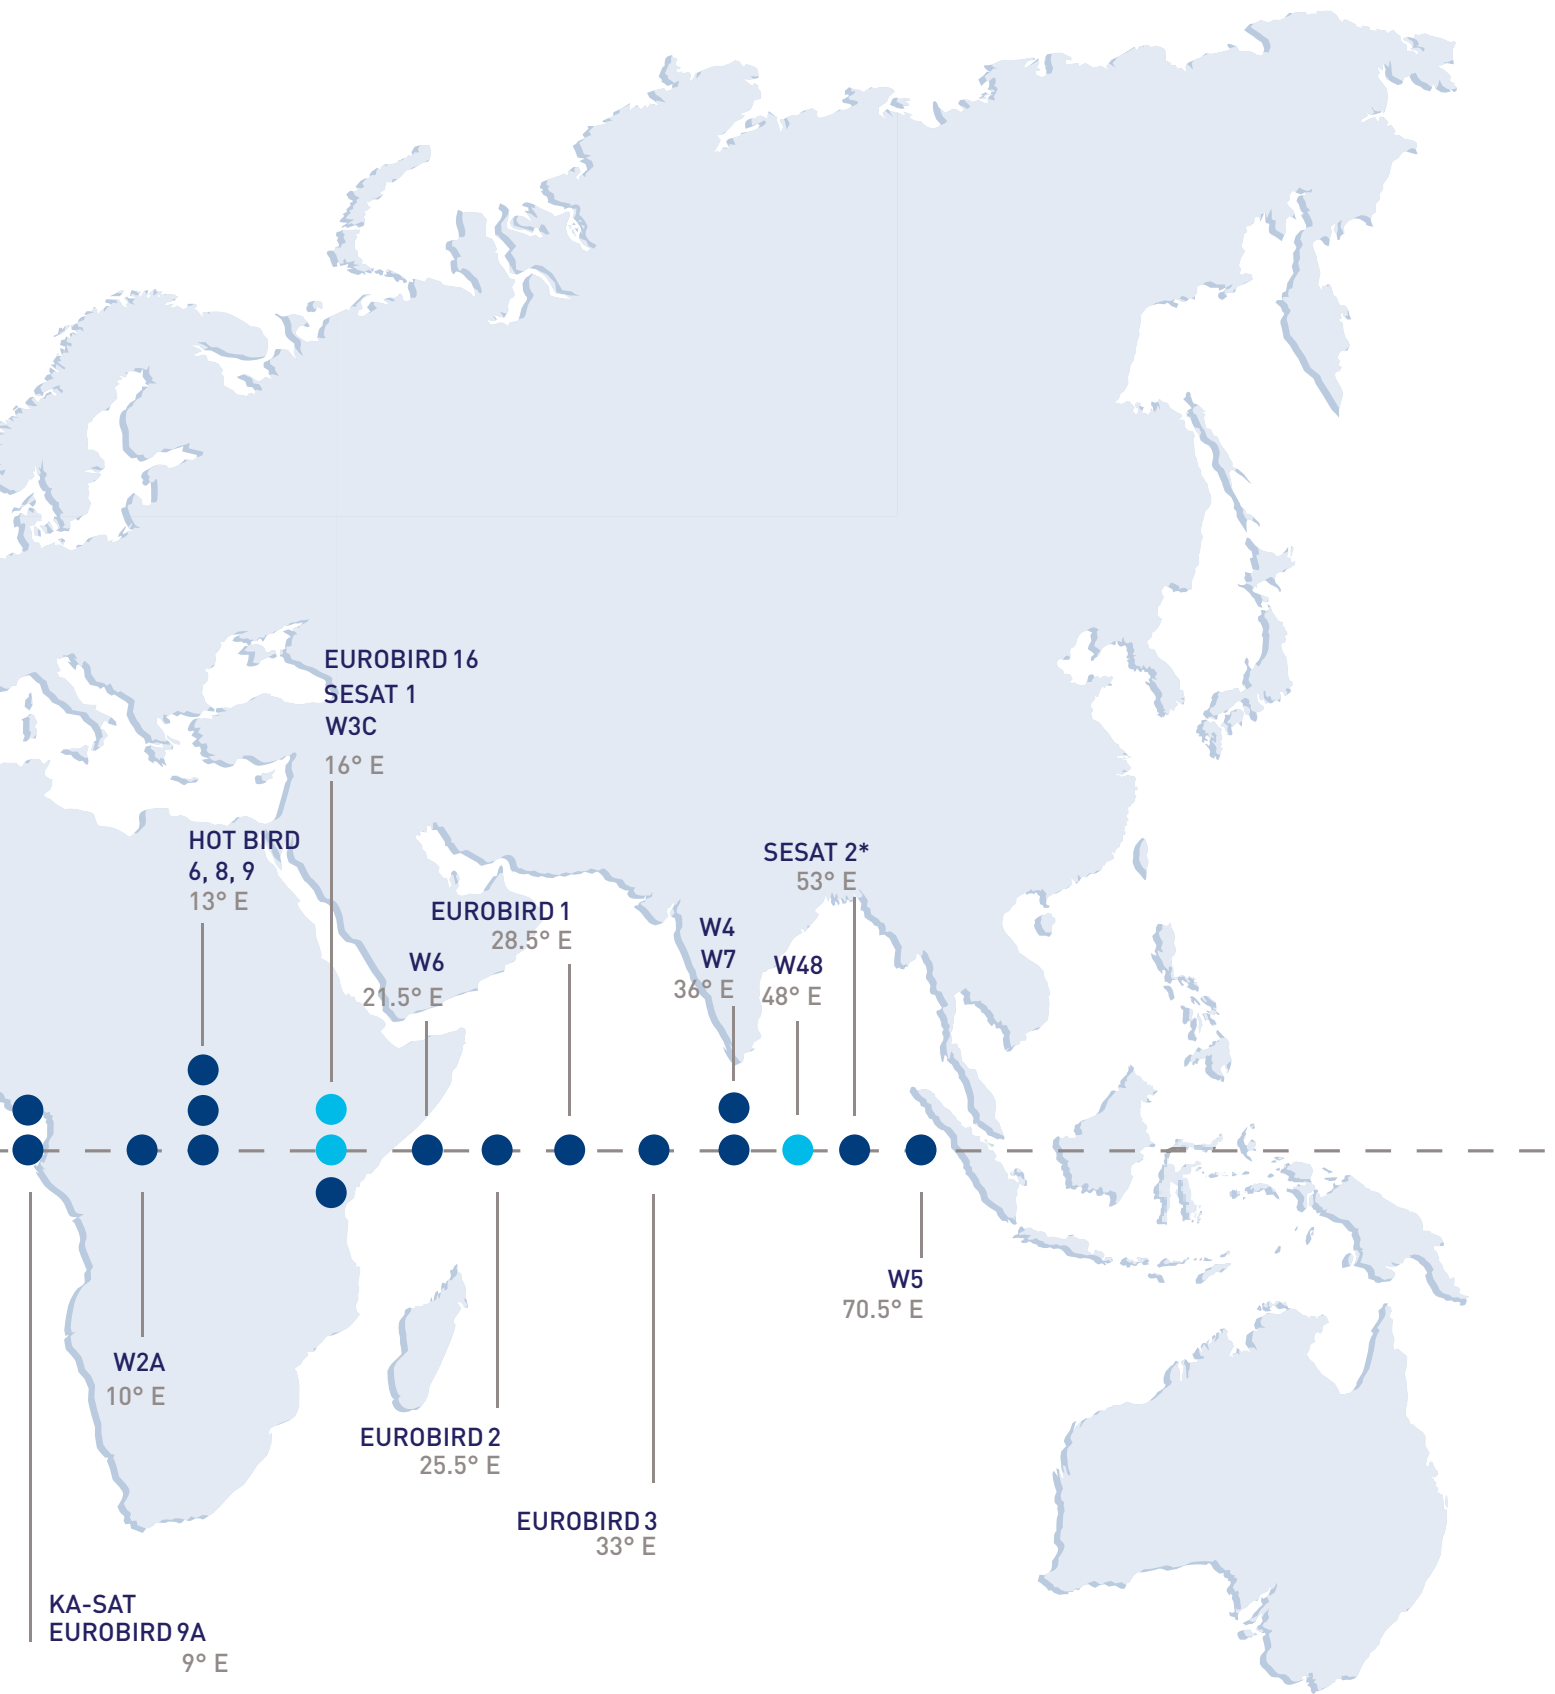 EUROBIRD 16
SESAT 1
W3C
16° E
HOT BIRD
6, 8, 9
13° E
SESAT 2*
53° E
EUROBIRD 1
28.5° E
W4
W7
36° E
W6
21.5° E
W48
48° E
W5
70.5° E
W2A
10° E
EUROBIRD 2
25.5° E
EUROBIRD 3
33° E
KA-SAT
EUROBIRD 9A
9° E